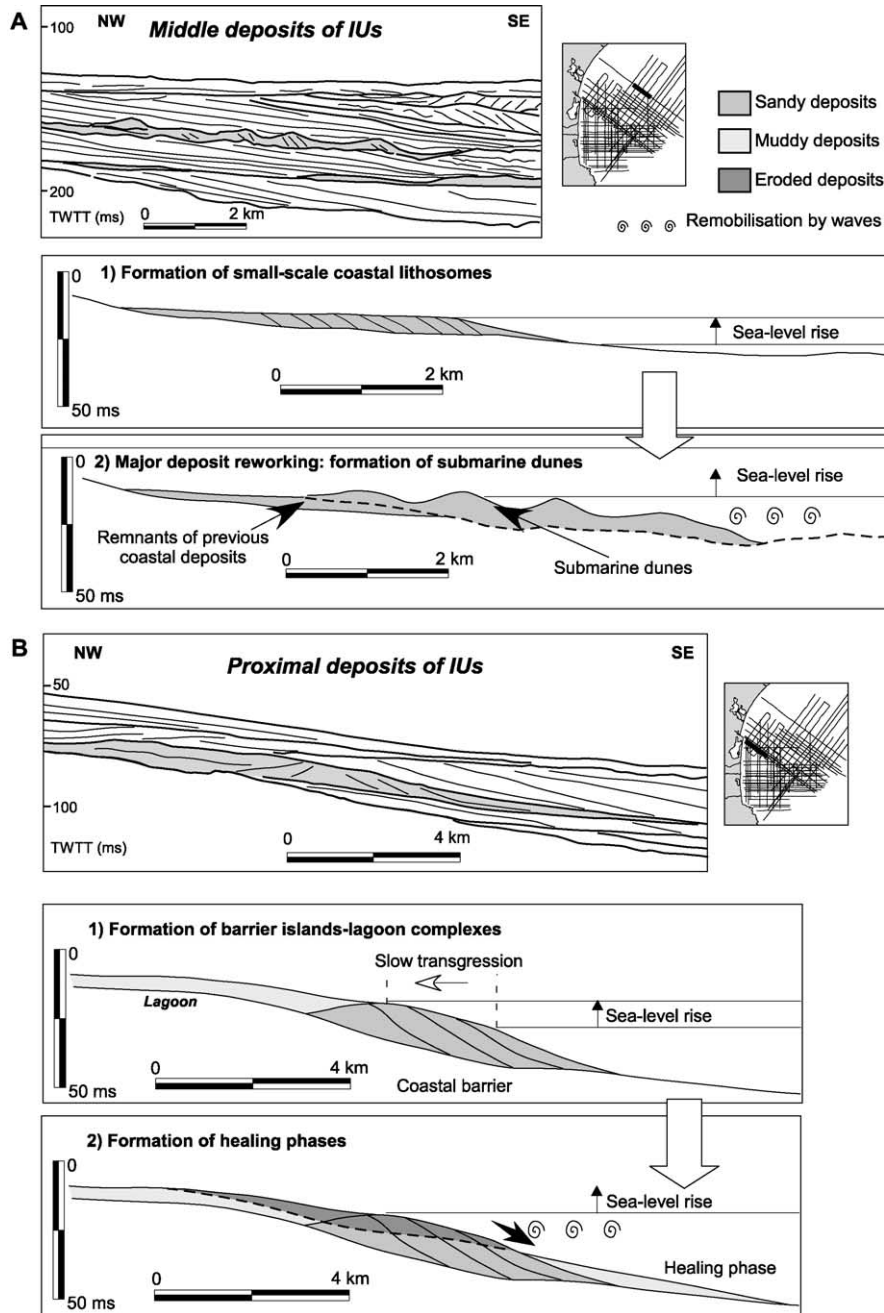 A
NW
Middle deposits of IUs
SE
100
200
TWTT (ms)
0
2 km
Sandy deposits
Muddy deposits
Eroded deposits
Remobilisation by waves
1) Formation of small-scale coastal lithosomes
0
50 ms
Sea-level rise
0
2 km
2) Major deposit reworking: formation of submarine dunes
0
50 ms
Sea-level rise
Remnants of previous
coastal deposits
Submarine dunes
0
2 km
B
NW
Proximal deposits of IUs
SE
50
100
TWTT (ms)
0
4 km
1) Formation of barrier islands-lagoon complexes
0
50 ms
Slow transgression
Lagoon
Sea-level rise
0
4 km
Coastal barrier
2) Formation of healing phases
0
50 ms
Sea-level rise
Healing phase
0
4 km